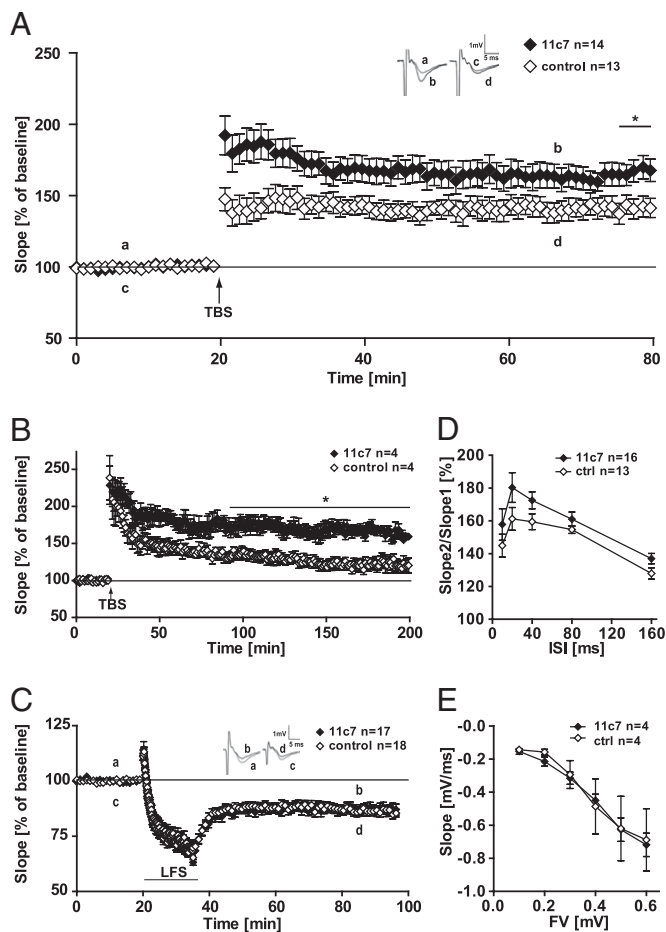 A
1mV
5 ms
a
b
c
d
11c7 n=14
control n=13
Slope [% of baseline]
250
200
150
100
50
a
c
b
d
*
TBS
0
20
40
60
80
Time [min]
B
11c7 n=4
control n=4
Slope [% of baseline]
250
200
150
100
50
*
TBS
0
50
100
150
200
Time [min]
D
11c7 n=16
ctrl n=13
Slope2/Slope1 [%]
200
180
160
140
120
100
0
40
80
120
160
ISI [ms]
C
1mV
5 ms
b
a
d
c
11c7 n=17
control n=18
Slope [% of baseline]
125
100
75
50
a
c
b
d
LFS
0
20
40
60
80
100
Time [min]
E
11c7 n=4
ctrl n=4
Slope [mV/ms]
-0.0
-0.2
-0.4
-0.6
-0.8
-1.0
0.0
0.2
0.4
0.6
FV [mV]